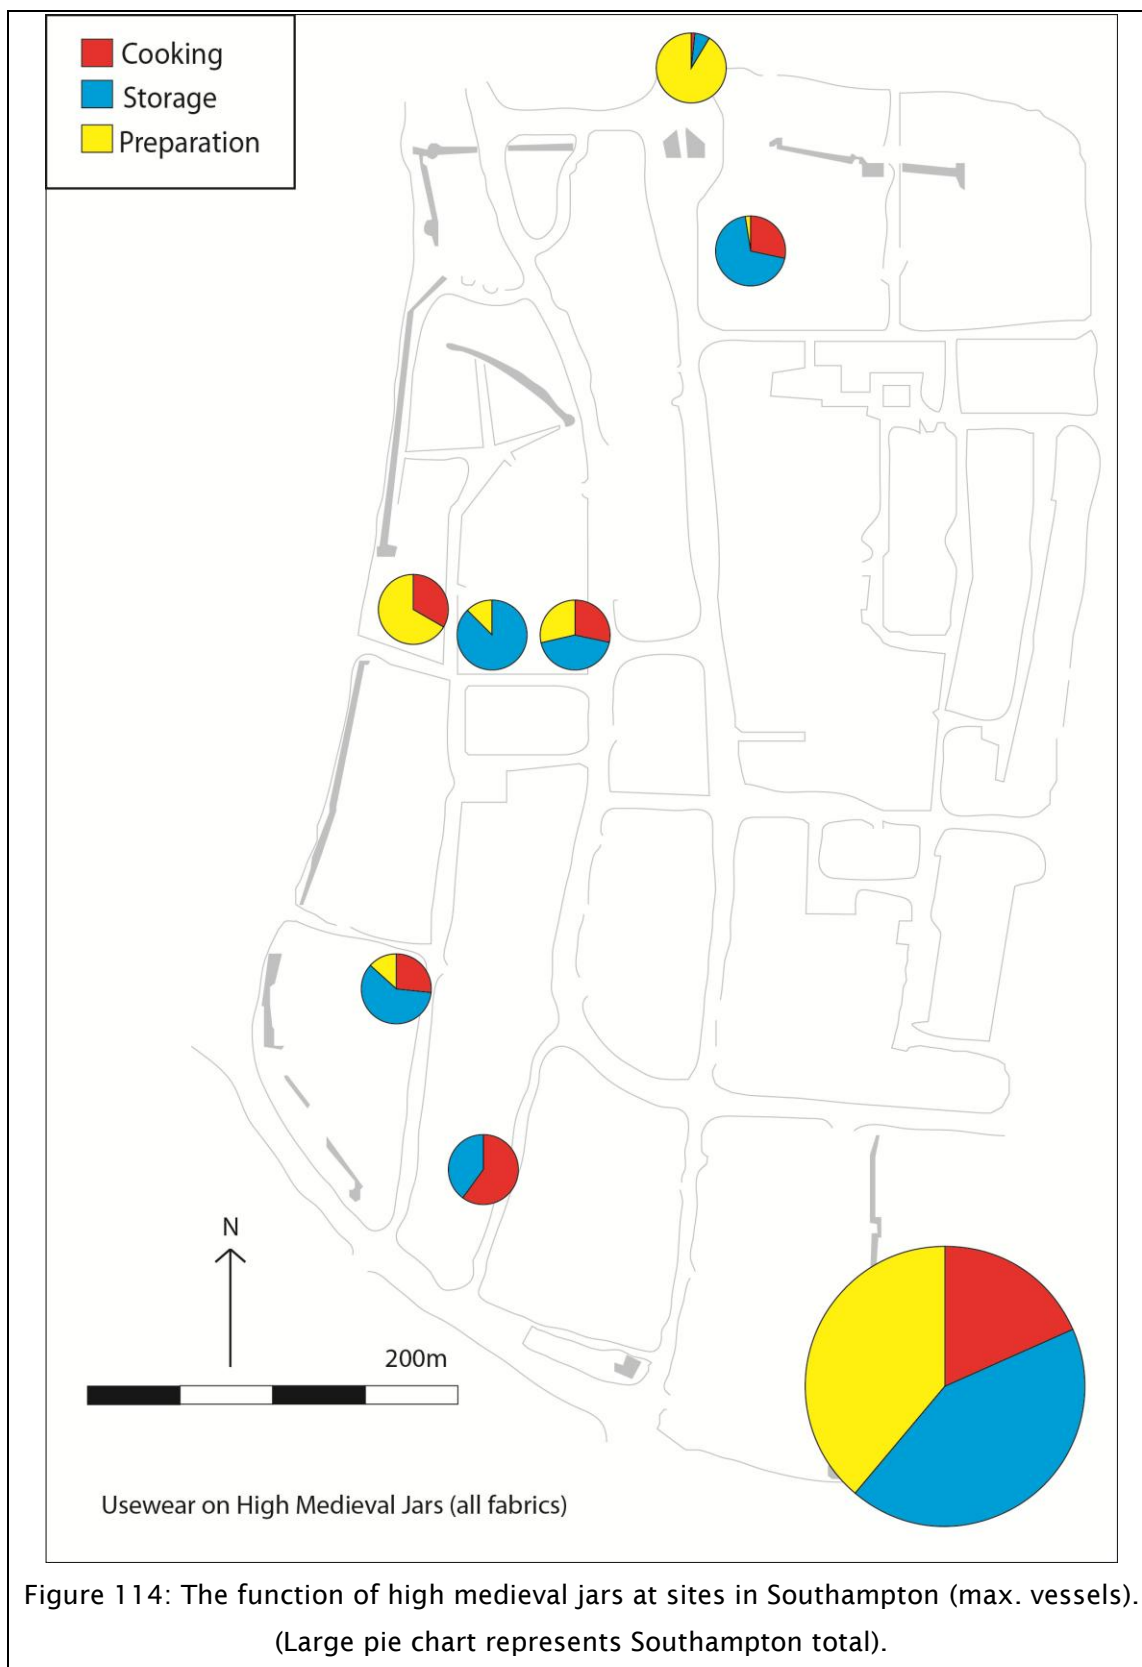 Cooking
Storage
Preparation
N
200m
Usewear on High Medieval Jars (all fabrics)
Figure 114: The function of high medieval jars at sites in Southampton (max. vessels).
(Large pie chart represents Southampton total).